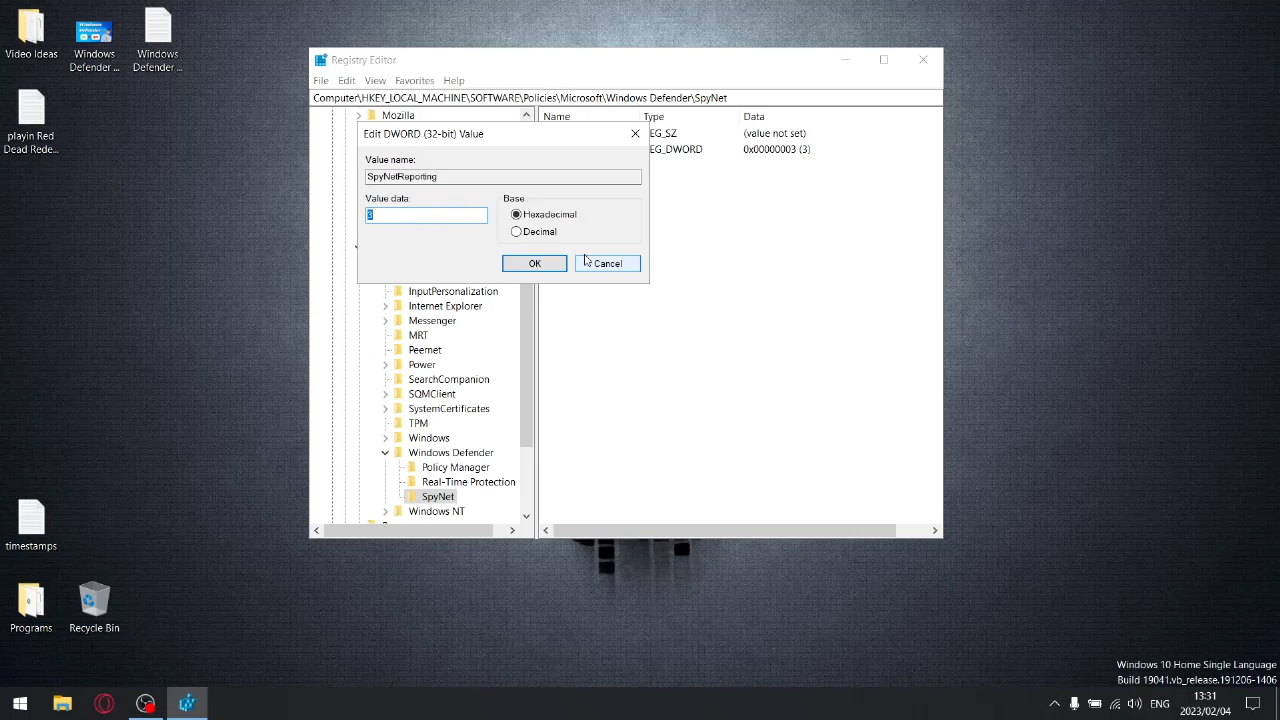 Video Ideas
Windows
Defender ...
Windows
Defender ...
playin Red
Dead Rede...
timestamps
Programs
Recycle Bin
Registry Editor
File Edit View Favorites Help
Computer\HKEY_LOCAL_MACHINE\SOFTWARE\Policies\Microsoft\Windows Defender\SpyNet
Mozilla
Name Type Data
EG_SZ (value not set)
EG_DWORD 0x00000003 (3)
Edit DWORD (32-bit) Value
Value name:
SpyNetReporting
Value data:
3
Base
Hexadecimal
Decimal
OK
Cancel
InputPersonalization
Internet Explorer
Messenger
MRT
Peernet
Power
SearchCompanion
SQMClient
SystemCertificates
TPM
Windows
Windows Defender
Policy Manager
Real-Time Protection
SpyNet
Windows NT
Windows 10 Home Single Language
Build 19041.vb_release.191206-1406
ENG
13:31
2023/02/04